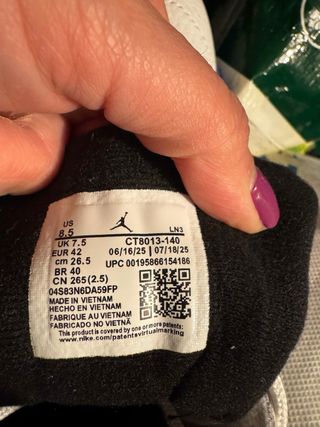 US
8.5 LN3
UK 7.5 CT8013-140
EUR 42 06/16/25 07/18/25
cm 26.5 UPC 00195866154186
BR 40
CN 265(2.5)
04S83N6DA59FP
MADE IN VIETNAM
HECHO EN VIETNAM
FABRIQUE AU VIETNAM
FABRICADO NO VIETNÃ
This product is covered by one or more patents:
www.nike.com/patentsvirtualmarking